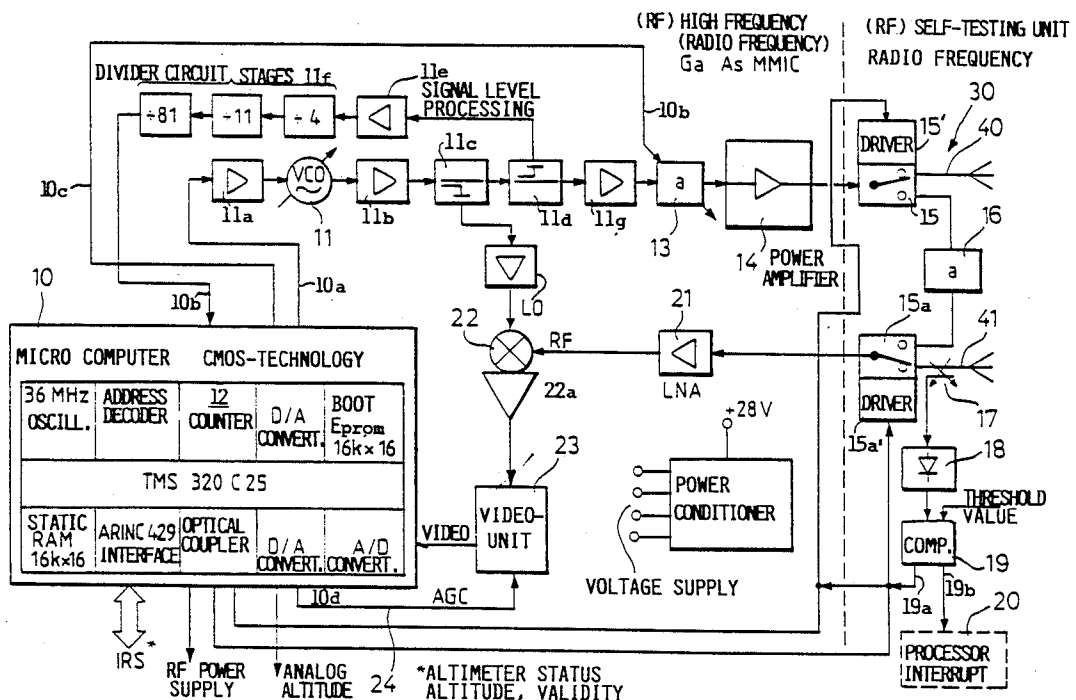 (RF) HIGH FREQUENCY
(RADIO FREQUENCY)
Ga As MMIC
(RF) SELF-TESTING UNIT
RADIO FREQUENCY
10c
DIVIDER CIRCUIT STAGES 11f
11e
SIGNAL LEVEL
PROCESSING
10b
÷81
÷11
÷4
11c
15'
30
DRIVER
40
VCO
a
11a
11
11b
11d
11g
13
14
POWER
AMPLIFIER
15
16
a
10
10b
10a
LO
22
RF
21
15a
41
MICRO COMPUTER CMOS-TECHNOLOGY
22a
LNA
DRIVER
15a'
17
36 MHz
OSCILL.
ADDRESS
DECODER
12
COUNTER
D/A
CONVERT.
BOOT
Eprom
16k×16
+28V
18
TMS 320 C 25
23
POWER
CONDITIONER
THRESHOLD
VALUE
STATIC
RAM
16k×16
ARINC 429
INTERFACE
OPTICAL
COUPLER
D/A
CONVERT.
A/D
CONVERT.
VIDEO
VIDEO-
UNIT
COMP.
19
VOLTAGE SUPPLY
10d
AGC
19a
19b
20
IRS*
RF POWER
SUPPLY
ANALOG
ALTITUDE
24
*ALTIMETER STATUS
ALTITUDE, VALIDITY
PROCESSOR
INTERRUPT